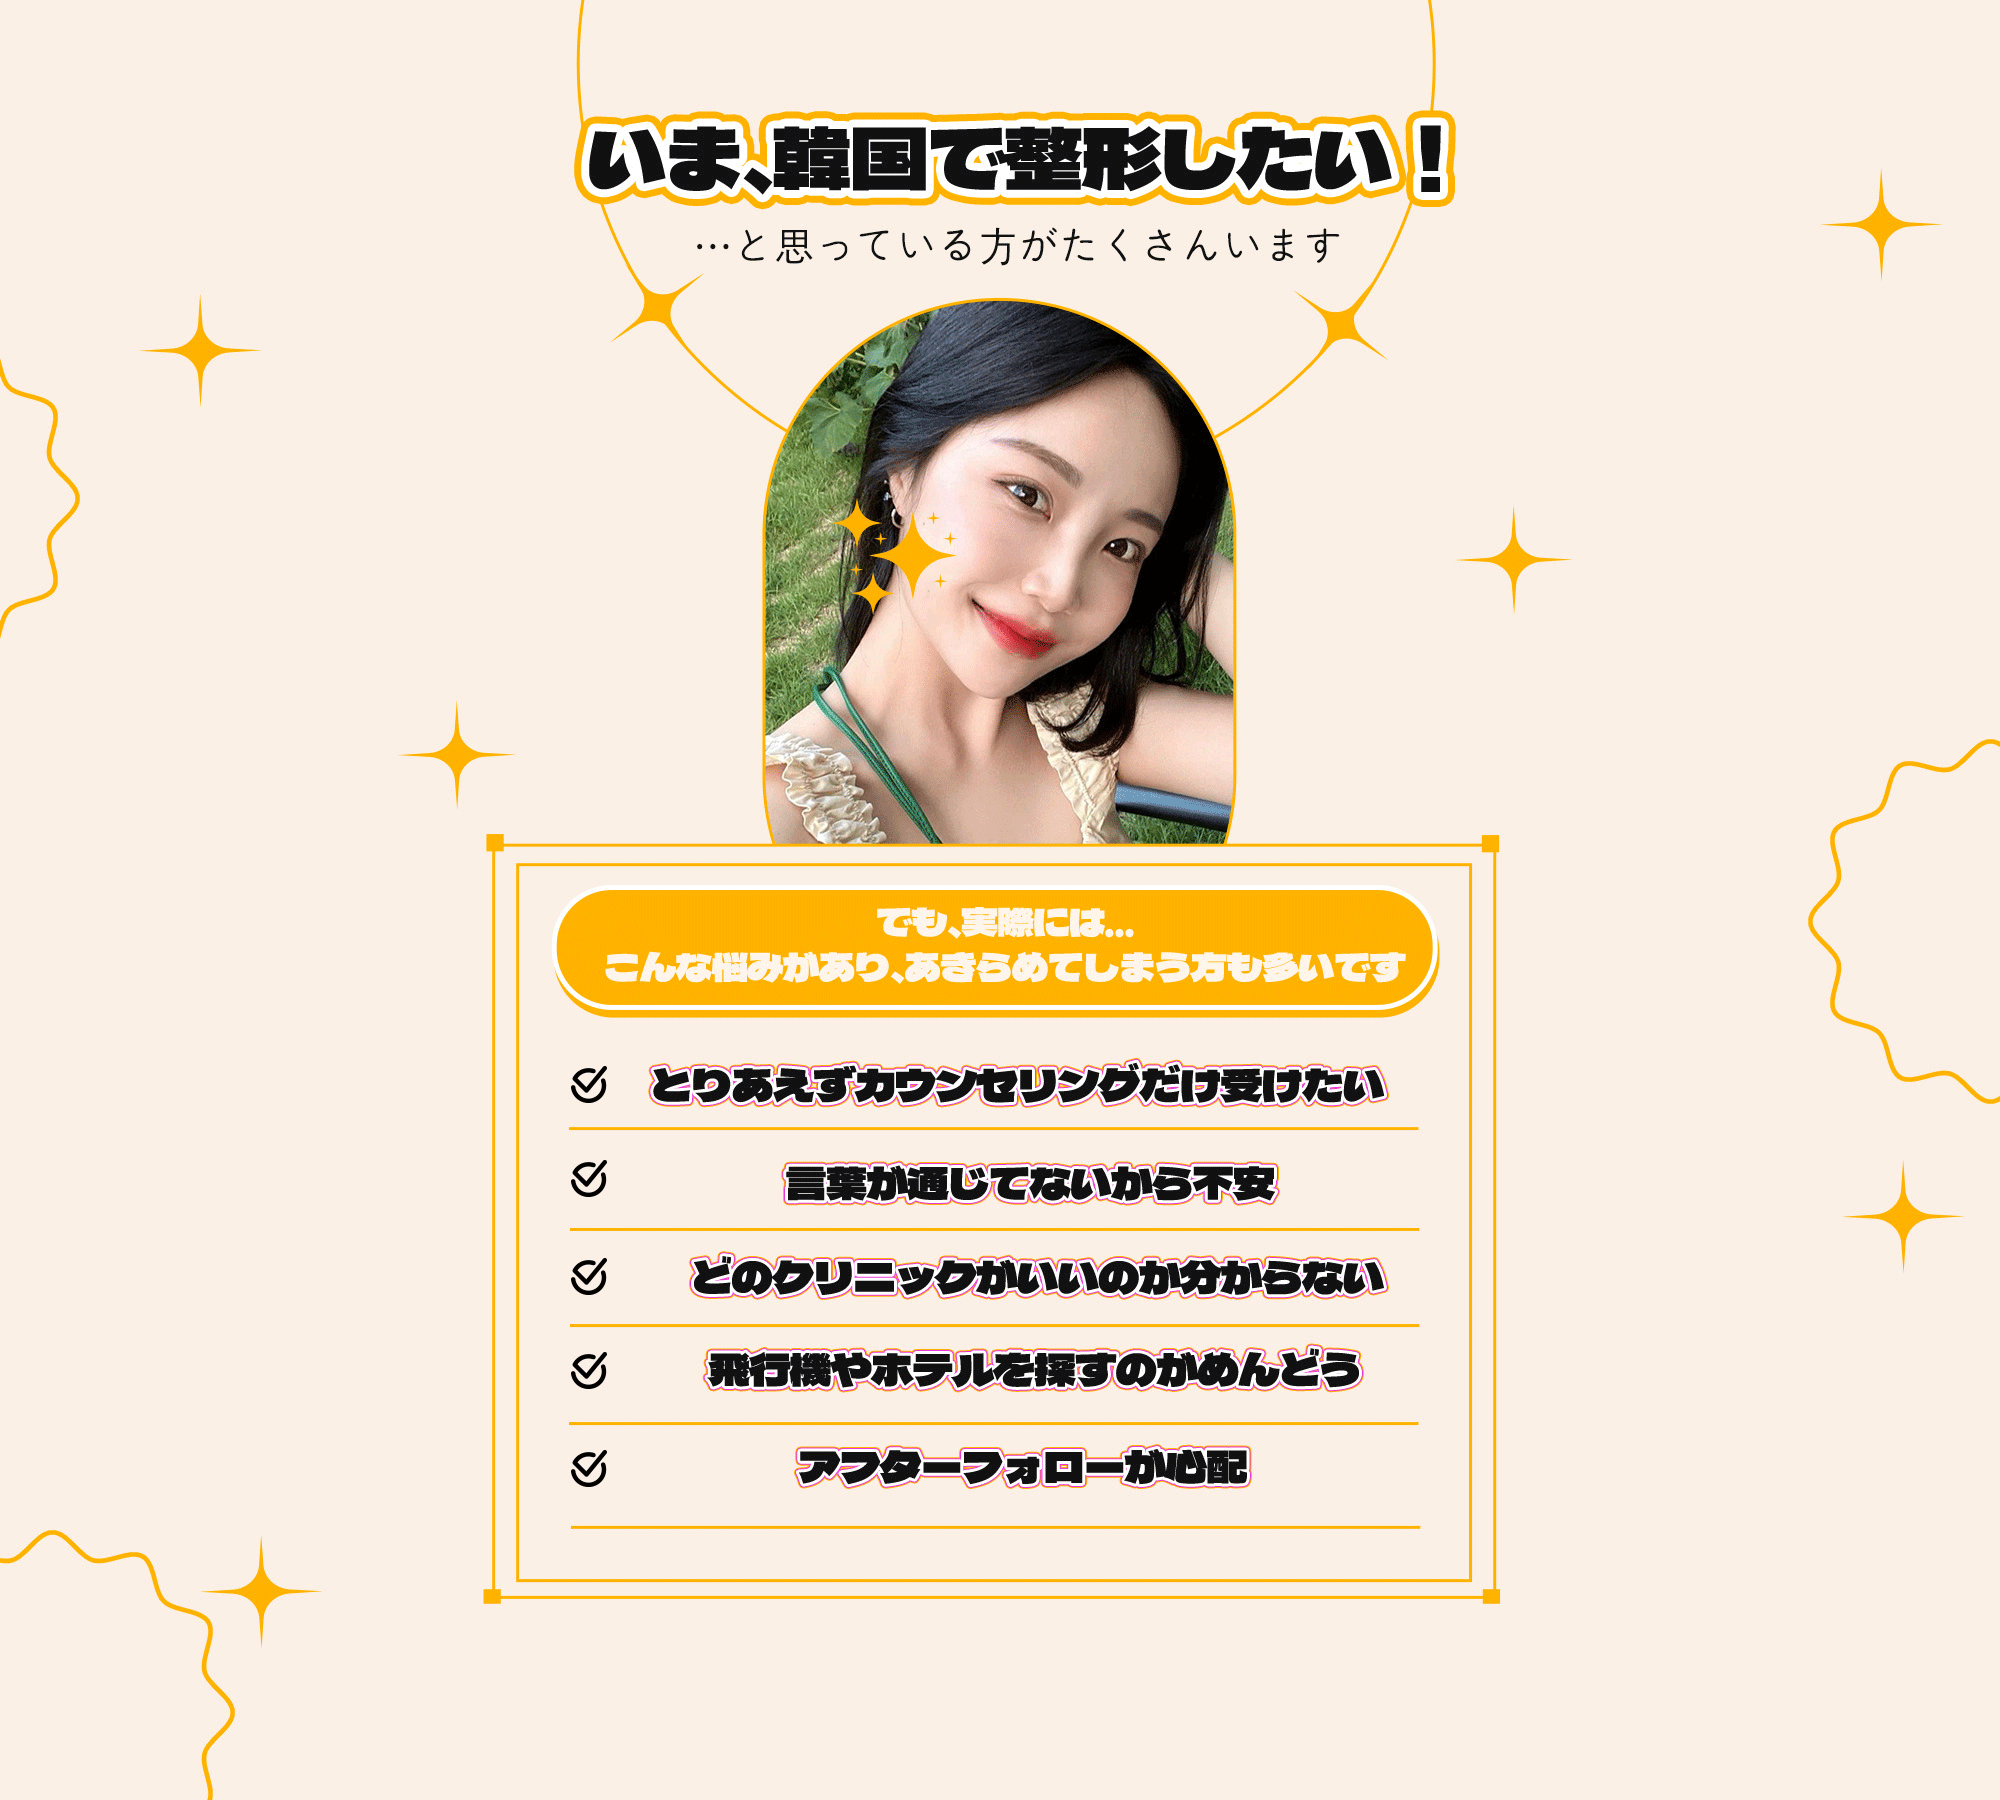 いま、韓国で整形したい！
…と思っている方がたくさんいます
でも、実際には...
こんな悩みがあり、あきらめてしまう方も多いです
とりあえずカウンセリングだけ受けたい
言葉が通じてないから不安
どのクリニックがいいのか分からない
飛行機やホテルを探すのがめんどう
アフターフォローが心配